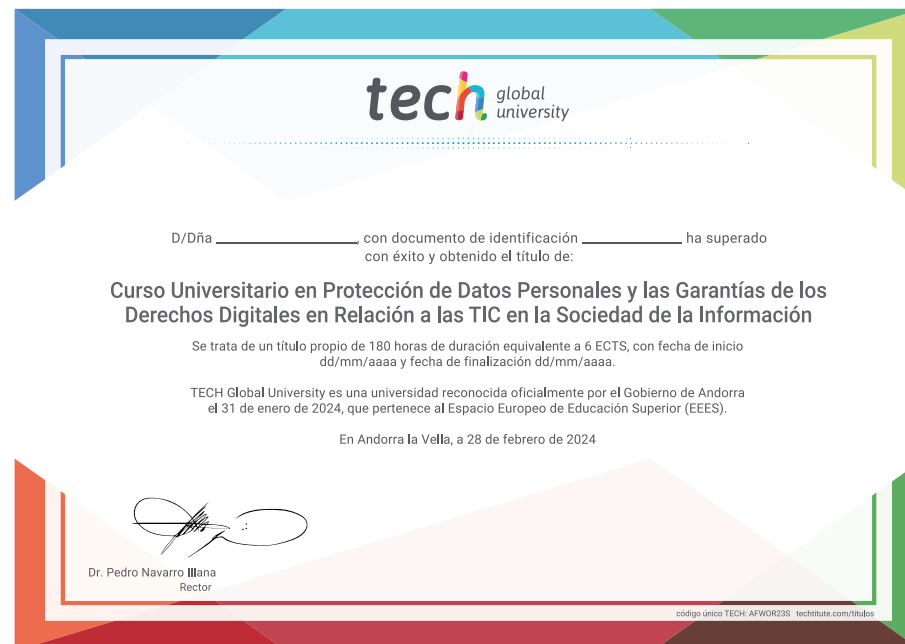 tech global university
D/Dña ____________________, con documento de identificación ______________ ha superado
con éxito y obtenido el título de:
Curso Universitario en Protección de Datos Personales y las Garantías de los
Derechos Digitales en Relación a las TIC en la Sociedad de la Información
Se trata de un título propio de 180 horas de duración equivalente a 6 ECTS, con fecha de inicio
dd/mm/aaaa y fecha de finalización dd/mm/aaaa.
TECH Global University es una universidad reconocida oficialmente por el Gobierno de Andorra
el 31 de enero de 2024, que pertenece al Espacio Europeo de Educación Superior (EEES).
En Andorra la Vella, a 28 de febrero de 2024
Dr. Pedro Navarro Illana
Rector
código único TECH: AFWOR23S techtitute.com/titulos